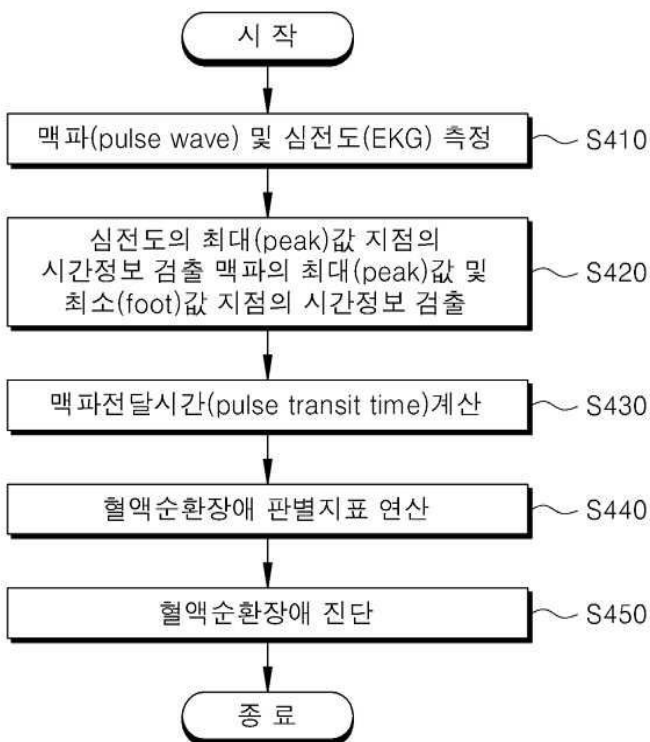 시 작
맥파(pulse wave) 및 심전도(EKG) 측정
S410
심전도의 최대(peak)값 지점의
시간정보 검출 맥파의 최대(peak)값 및
최소(foot)값 지점의 시간정보 검출
S420
맥파전달시간(pulse transit time)계산
S430
혈액순환장애 판별지표 연산
S440
혈액순환장애 진단
S450
종 료